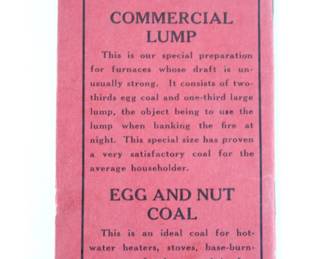 COMMERCIAL
LUMP
This is our special preparation
for furnaces whose draft is un-
usually strong. It consists of two-
thirds egg coal and one-third large
lump, the object being to use the
lump when banking the fire at
night. This special size has proven
a very satisfactory coal for the
average householder.
EGG AND NUT
COAL
This is an ideal coal for hot-
water heaters, stoves, base-burn-